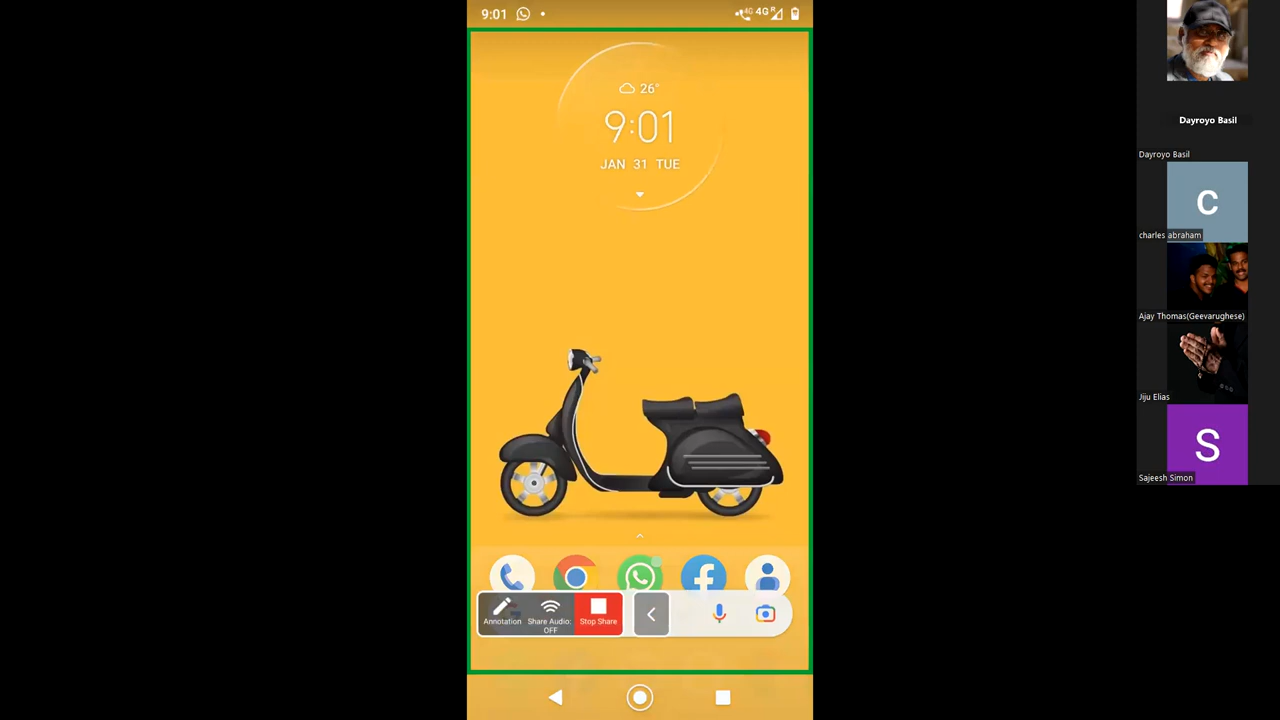 9:01
4G 4G R
26°
9:01
JAN 31 TUE
Annotation
Share Audio:
OFF
Stop Share
Dayroyo Basil
Dayroyo Basil
C
charles abraham
Ajay Thomas(Geevarughese)
Jiju Elias
S
Sajeesh Simon